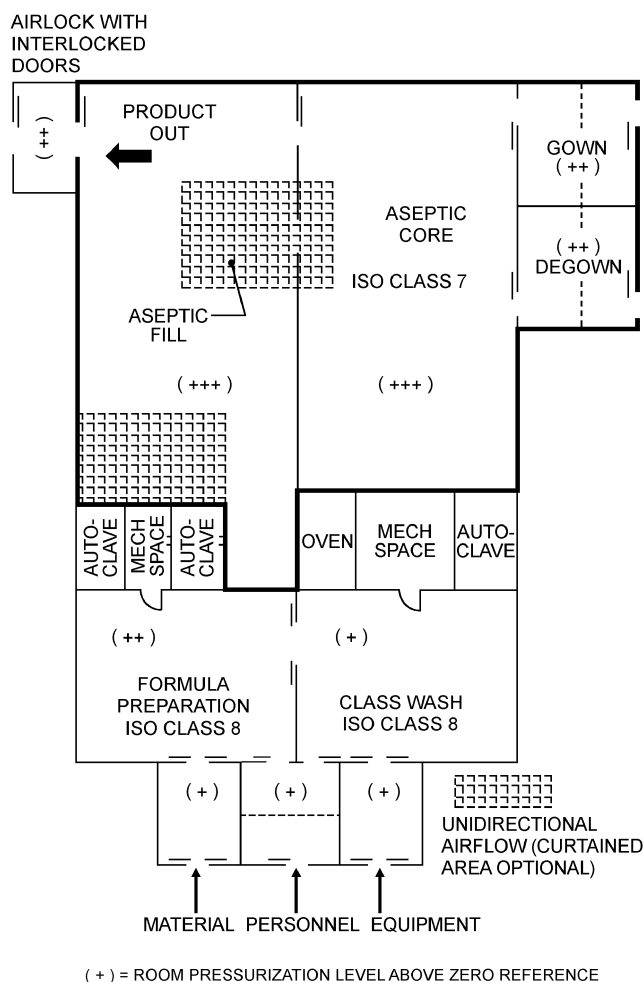 AIRLOCK WITH
INTERLOCKED
DOORS
(++)
PRODUCT
OUT
GOWN
(++)
ASEPTIC
CORE
(++)
DEGOWN
ISO CLASS 7
ASEPTIC
FILL
(+++)
(+++)
AUTO-
CLAVE
MECH
SPACE
AUTO-
CLAVE
OVEN
MECH
SPACE
AUTO-
CLAVE
(++)
(+)
FORMULA
PREPARATION
ISO CLASS 8
CLASS WASH
ISO CLASS 8
(+)
(+)
(+)
UNIDIRECTIONAL
AIRFLOW (CURTAINED
AREA OPTIONAL)
MATERIAL PERSONNEL EQUIPMENT
(+) = ROOM PRESSURIZATION LEVEL ABOVE ZERO REFERENCE